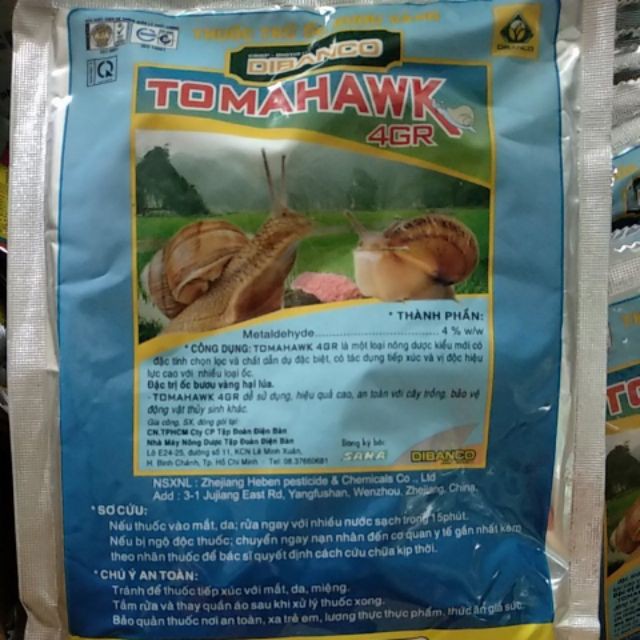 THUỐC TRỪ ỐC BƯƠU VÀNG
DIBANCO
DIBANCO
TOMAHAWK
4GR
* THÀNH PHẦN:
Metaldehyde.................... 4 % w/w
* CÔNG DỤNG: TOMAHAWK 4GR là một loại nông dược kiểu mới có
đặc tính chọn lọc và chất dẫn dụ đặc biệt, có tác dụng tiếp xúc và vị độc hiệu
lực cao với nhiều loại ốc.
Đặc trị ốc bươu vàng hại lúa.
-TOMAHAWK 4GR dễ sử dụng, hiệu quả cao, an toàn với cây trồng, bảo vệ
động vật thủy sinh khác.
Gia công, SX, đóng gói tại:
CN.TPHCM Cty CP Tập Đoàn Điện Bàn
Nhà Máy Nông Dược Tập Đoàn Điện Bàn
Lô E24-25, đường số 11, KCN Lê Minh Xuân,
H. Bình Chánh, Tp. Hồ Chí Minh Tel: 08.37660681
Đăng ký bởi:
DIBANCO
NSXNL : Zhejiang Heben pesticide & Chemicals Co ., Ltd
Add : 3-1 Jujiang East Rd, Yangfushan, Wenzhou, Zhejiang, China.
* SƠ CỨU:
Nếu thuốc vào mắt, da; rửa ngay với nhiều nước sạch trong 15phút.
Nếu bị ngộ độc thuốc; chuyển ngay nạn nhân đến cơ quan y tế gần nhất kèm
theo nhãn thuốc để bác sĩ quyết định cách cứu chữa kịp thời.
* CHÚ Ý AN TOÀN:
Tránh để thuốc tiếp xúc với mắt, da, miệng.
Tắm rửa và thay quần áo sau khi xử lý thuốc xong.
Bảo quản thuốc nơi an toàn, xa trẻ em, lương thực thực phẩm, thức ăn gia súc.